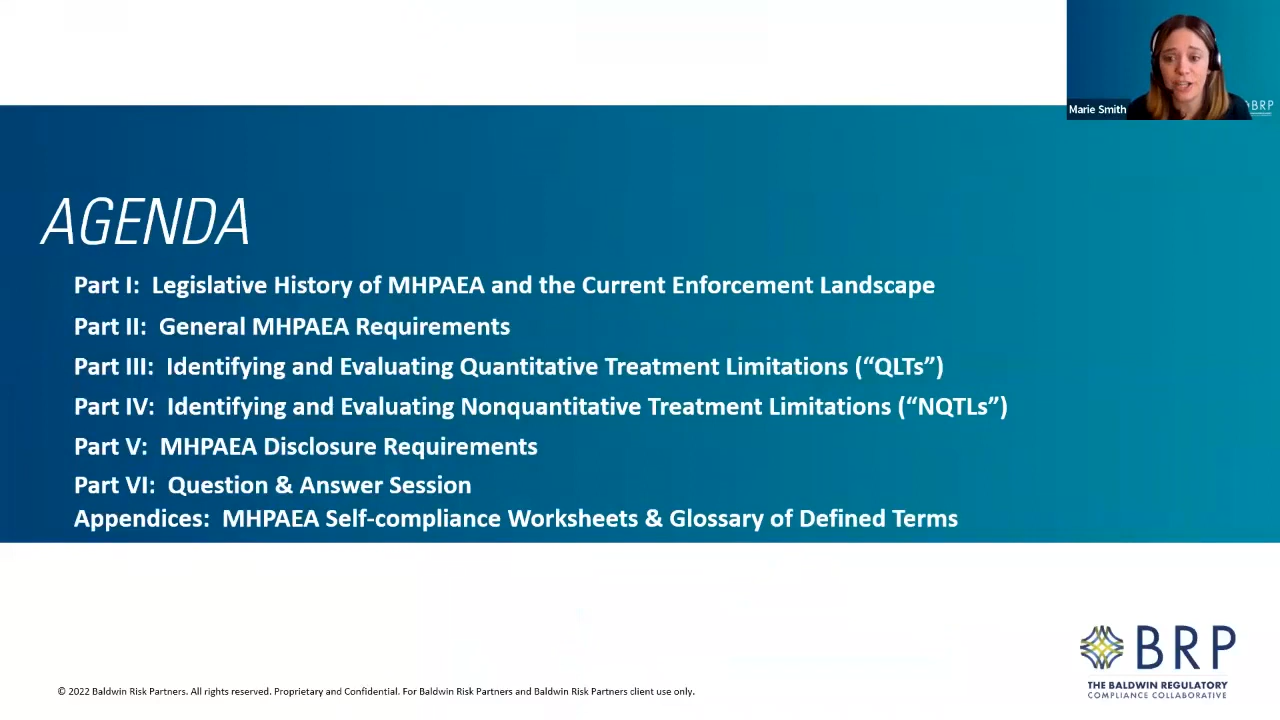 Marie Smith
BRP
AGENDA
Part I:  Legislative History of MHPAEA and the Current Enforcement Landscape
Part II:  General MHPAEA Requirements
Part III:  Identifying and Evaluating Quantitative Treatment Limitations (“QLTs”)
Part IV:  Identifying and Evaluating Nonquantitative Treatment Limitations (“NQTLs”)
Part V:  MHPAEA Disclosure Requirements
Part VI:  Question & Answer Session
Appendices:  MHPAEA Self-compliance Worksheets & Glossary of Defined Terms
BRP
THE BALDWIN REGULATORY
COMPLIANCE COLLABORATIVE
© 2022 Baldwin Risk Partners. All rights reserved. Proprietary and Confidential. For Baldwin Risk Partners and Baldwin Risk Partners client use only.